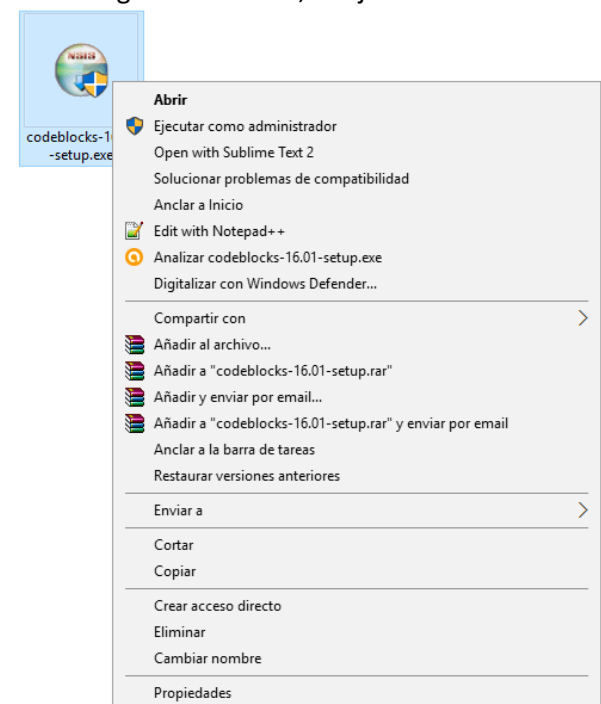 NSIS
codeblocks-1
-setup.exe
Abrir
Ejecutar como administrador
Open with Sublime Text 2
Solucionar problemas de compatibilidad
Anclar a Inicio
Edit with Notepad++
Analizar codeblocks-16.01-setup.exe
Digitalizar con Windows Defender...
Compartir con
Añadir al archivo...
Añadir a "codeblocks-16.01-setup.rar"
Añadir y enviar por email...
Añadir a "codeblocks-16.01-setup.rar" y enviar por email
Anclar a la barra de tareas
Restaurar versiones anteriores
Enviar a
Cortar
Copiar
Crear acceso directo
Eliminar
Cambiar nombre
Propiedades